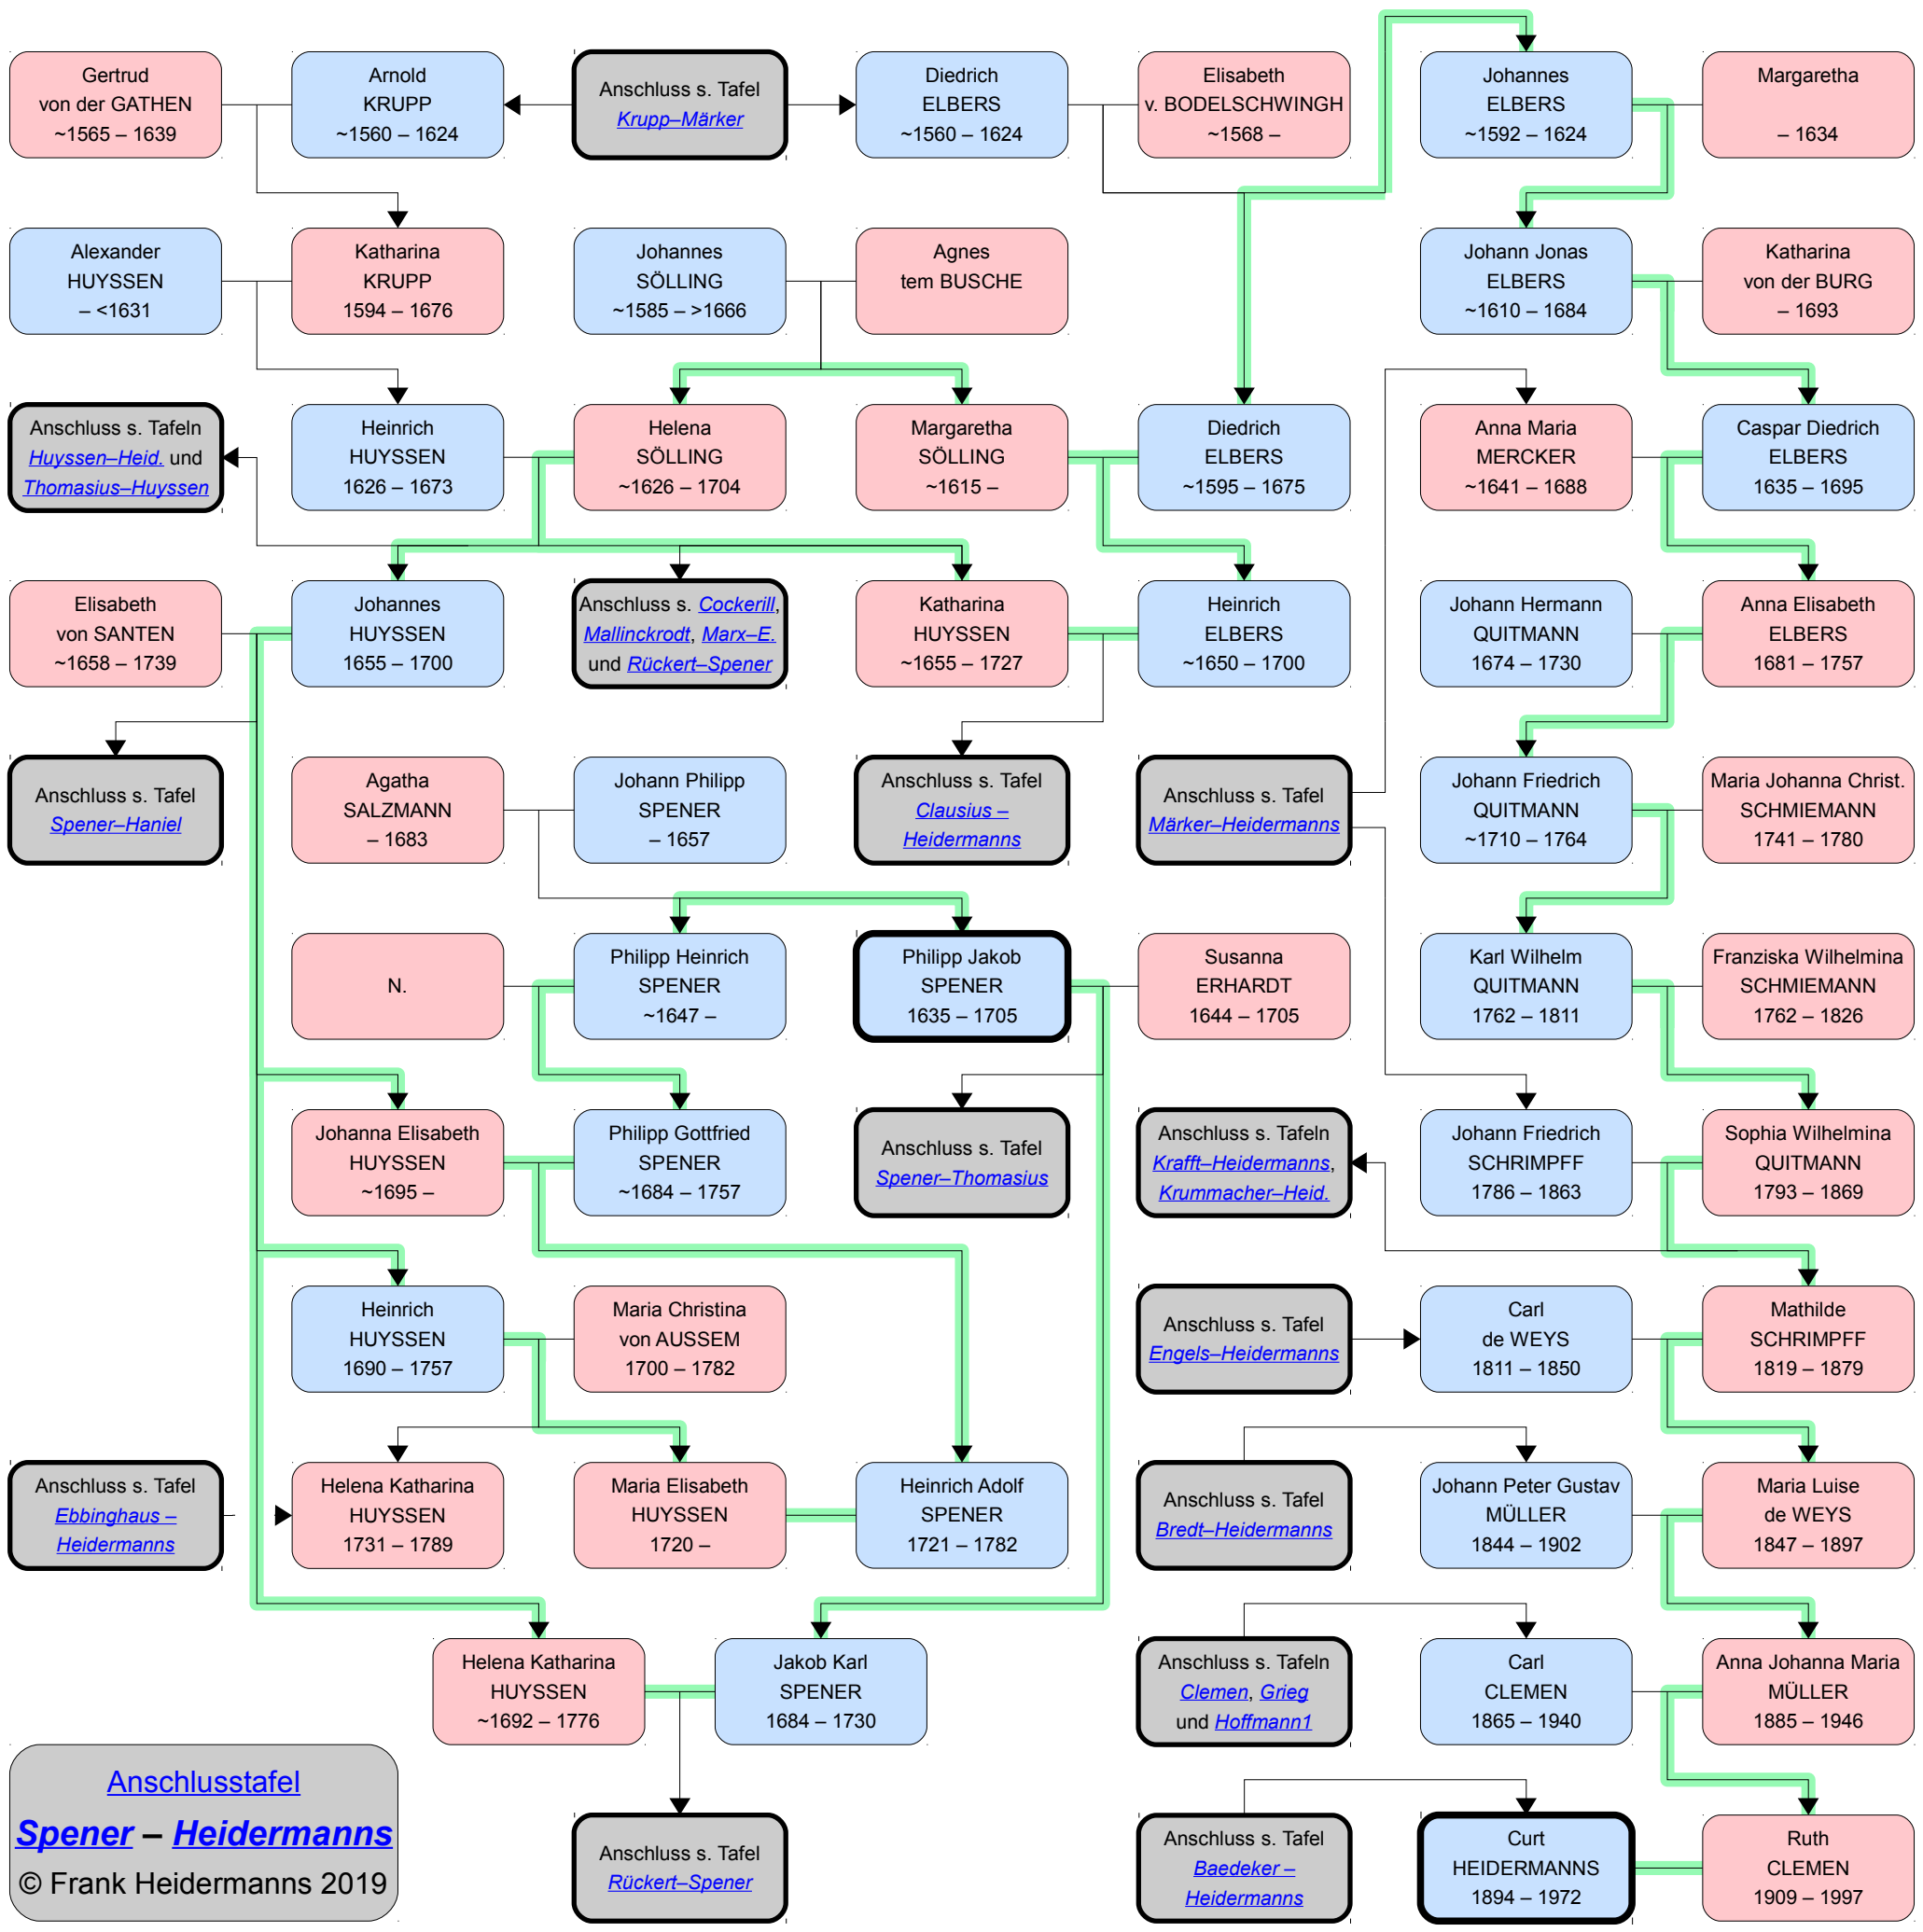 Gertrud
von der GATHEN
~1565 – 1639
Arnold
KRUPP
~1560 – 1624
Anschluss s. Tafel
Krupp–Märker
Diedrich
ELBERS
~1560 – 1624
Elisabeth
v. BODELSCHWINGH
~1568 –
Johannes
ELBERS
~1592 – 1624
Margaretha
– 1634
Alexander
HUYSSEN
– <1631
Katharina
KRUPP
1594 – 1676
Johannes
SÖLLING
~1585 – >1666
Agnes
tem BUSCHE
Johann Jonas
ELBERS
~1610 – 1684
Katharina
von der BURG
– 1693
Anschluss s. Tafeln
Huyssen–Heid. und
Thomasius–Huyssen
Heinrich
HUYSSEN
1626 – 1673
Helena
SÖLLING
~1626 – 1704
Margaretha
SÖLLING
~1615 –
Diedrich
ELBERS
~1595 – 1675
Anna Maria
MERCKER
~1641 – 1688
Caspar Diedrich
ELBERS
1635 – 1695
Elisabeth
von SANTEN
~1658 – 1739
Johannes
HUYSSEN
1655 – 1700
Anschluss s. Cockerill,
Mallinckrodt, Marx–E.
und Rückert–Spener
Katharina
HUYSSEN
~1655 – 1727
Heinrich
ELBERS
~1650 – 1700
Johann Hermann
QUITMANN
1674 – 1730
Anna Elisabeth
ELBERS
1681 – 1757
Anschluss s. Tafel
Spener–Haniel
Agatha
SALZMANN
– 1683
Johann Philipp
SPENER
– 1657
Anschluss s. Tafel
Clausius –
Heidermanns
Anschluss s. Tafel
Märker–Heidermanns
Johann Friedrich
QUITMANN
~1710 – 1764
Maria Johanna Christ.
SCHMIEMANN
1741 – 1780
N.
Philipp Heinrich
SPENER
~1647 –
Philipp Jakob
SPENER
1635 – 1705
Susanna
ERHARDT
1644 – 1705
Karl Wilhelm
QUITMANN
1762 – 1811
Franziska Wilhelmina
SCHMIEMANN
1762 – 1826
Johanna Elisabeth
HUYSSEN
~1695 –
Philipp Gottfried
SPENER
~1684 – 1757
Anschluss s. Tafel
Spener–Thomasius
Anschluss s. Tafeln
Krafft–Heidermanns,
Krummacher–Heid.
Johann Friedrich
SCHRIMPFF
1786 – 1863
Sophia Wilhelmina
QUITMANN
1793 – 1869
Heinrich
HUYSSEN
1690 – 1757
Maria Christina
von AUSSEM
1700 – 1782
Anschluss s. Tafel
Engels–Heidermanns
Carl
de WEYS
1811 – 1850
Mathilde
SCHRIMPFF
1819 – 1879
Anschluss s. Tafel
Ebbinghaus –
Heidermanns
Helena Katharina
HUYSSEN
1731 – 1789
Maria Elisabeth
HUYSSEN
1720 –
Heinrich Adolf
SPENER
1721 – 1782
Anschluss s. Tafel
Bredt–Heidermanns
Johann Peter Gustav
MÜLLER
1844 – 1902
Maria Luise
de WEYS
1847 – 1897
Helena Katharina
HUYSSEN
~1692 – 1776
Jakob Karl
SPENER
1684 – 1730
Anschluss s. Tafeln
Clemen, Grieg
und Hoffmann1
Carl
CLEMEN
1865 – 1940
Anna Johanna Maria
MÜLLER
1885 – 1946
Anschlusstafel
Spener – Heidermanns
© Frank Heidermanns 2019
Anschluss s. Tafel
Rückert–Spener
Anschluss s. Tafel
Baedeker –
Heidermanns
Curt
HEIDERMANNS
1894 – 1972
Ruth
CLEMEN
1909 – 1997